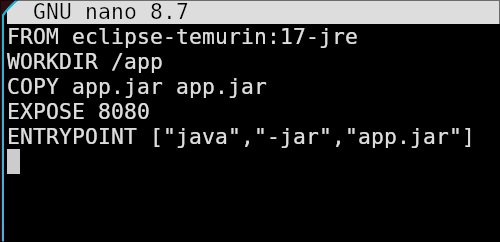 GNU nano 8.7
FROM eclipse-temurin:17-jre
WORKDIR /app
COPY app.jar app.jar
EXPOSE 8080
ENTRYPOINT ["java","-jar","app.jar"]